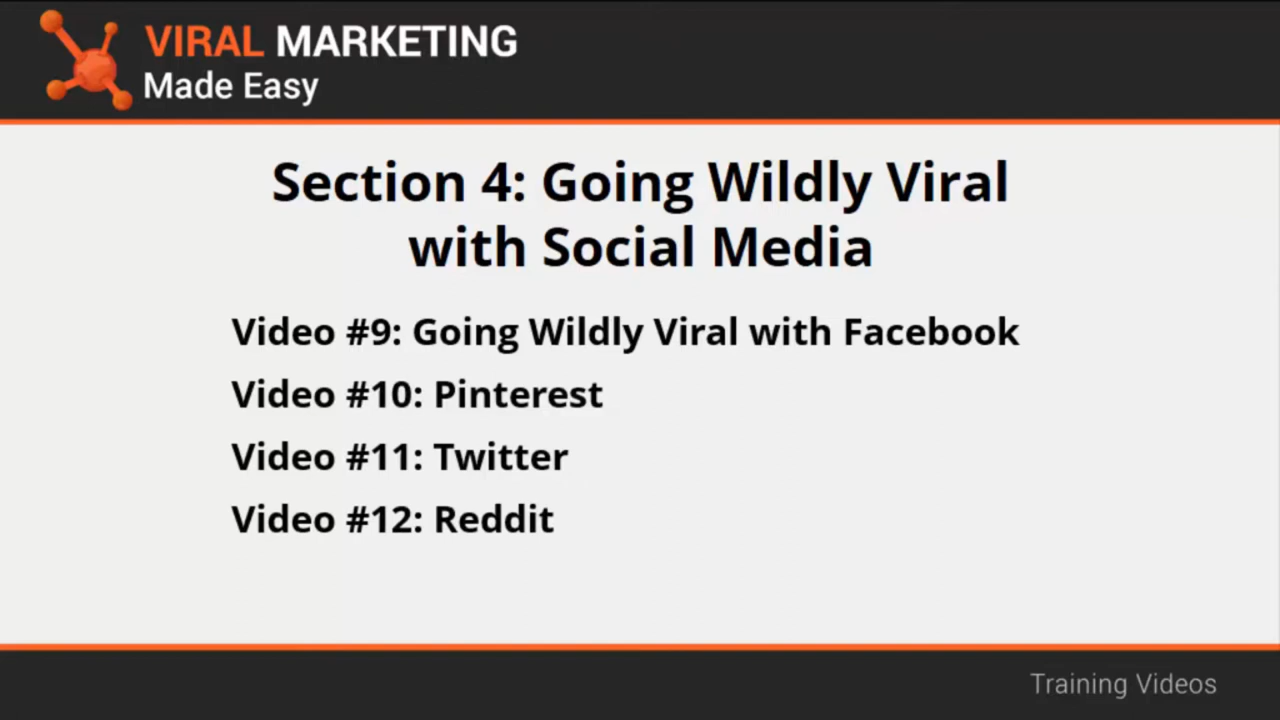 VIRAL MARKETING
Made Easy
Section 4: Going Wildly Viral
with Social Media
Video #9: Going Wildly Viral with Facebook
Video #10: Pinterest
Video #11: Twitter
Video #12: Reddit
Training Videos